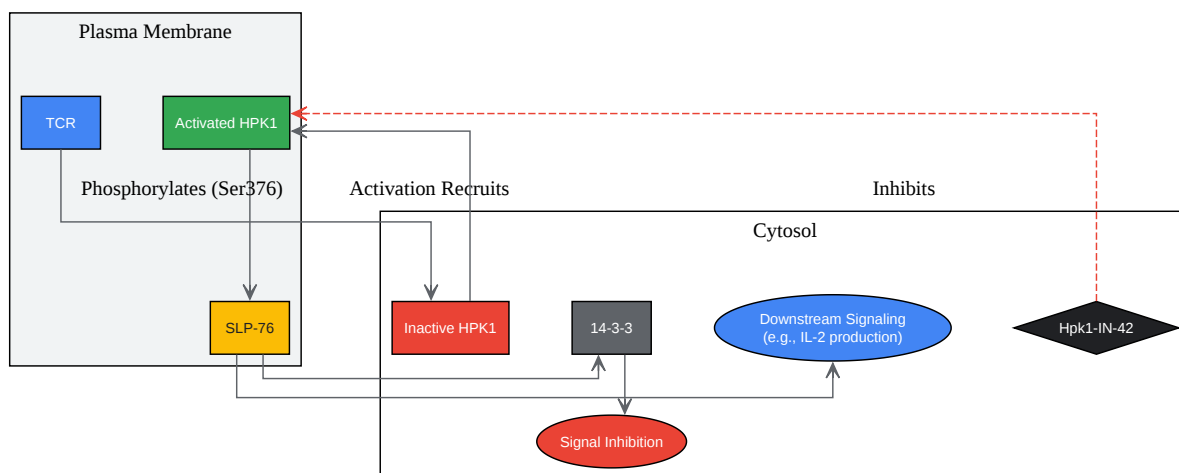 Plasma Membrane
TCR
Activated HPK1
Phosphorylates (Ser376)
Activation Recruits
Inhibits
Cytosol
SLP-76
Inactive HPK1
14-3-3
Downstream Signaling
(e.g., IL-2 production)
Hpk1-IN-42
Signal Inhibition